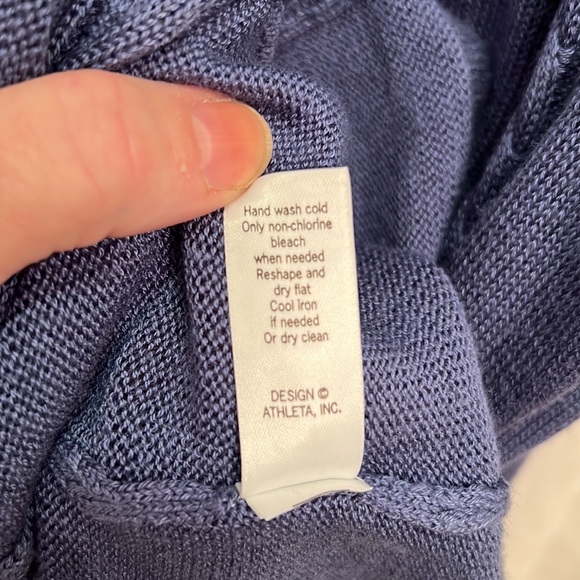 Hand wash cold
Only non-chlorine
bleach
when needed
Reshape and
dry flat
Cool iron
if needed
Or dry clean
DESIGN ©
ATHLETA, INC.